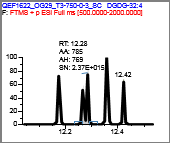 QEF1622_OG29_T3-750-0-3_SC DGDG-32:4
F: FTMS + p ESI Full ms [500.0000-2000.0000]
RT: 12.28
AA: 785
AH: 769
SN: 2.37E+015
12.42
100
80
60
40
20
0
12.2 12.4